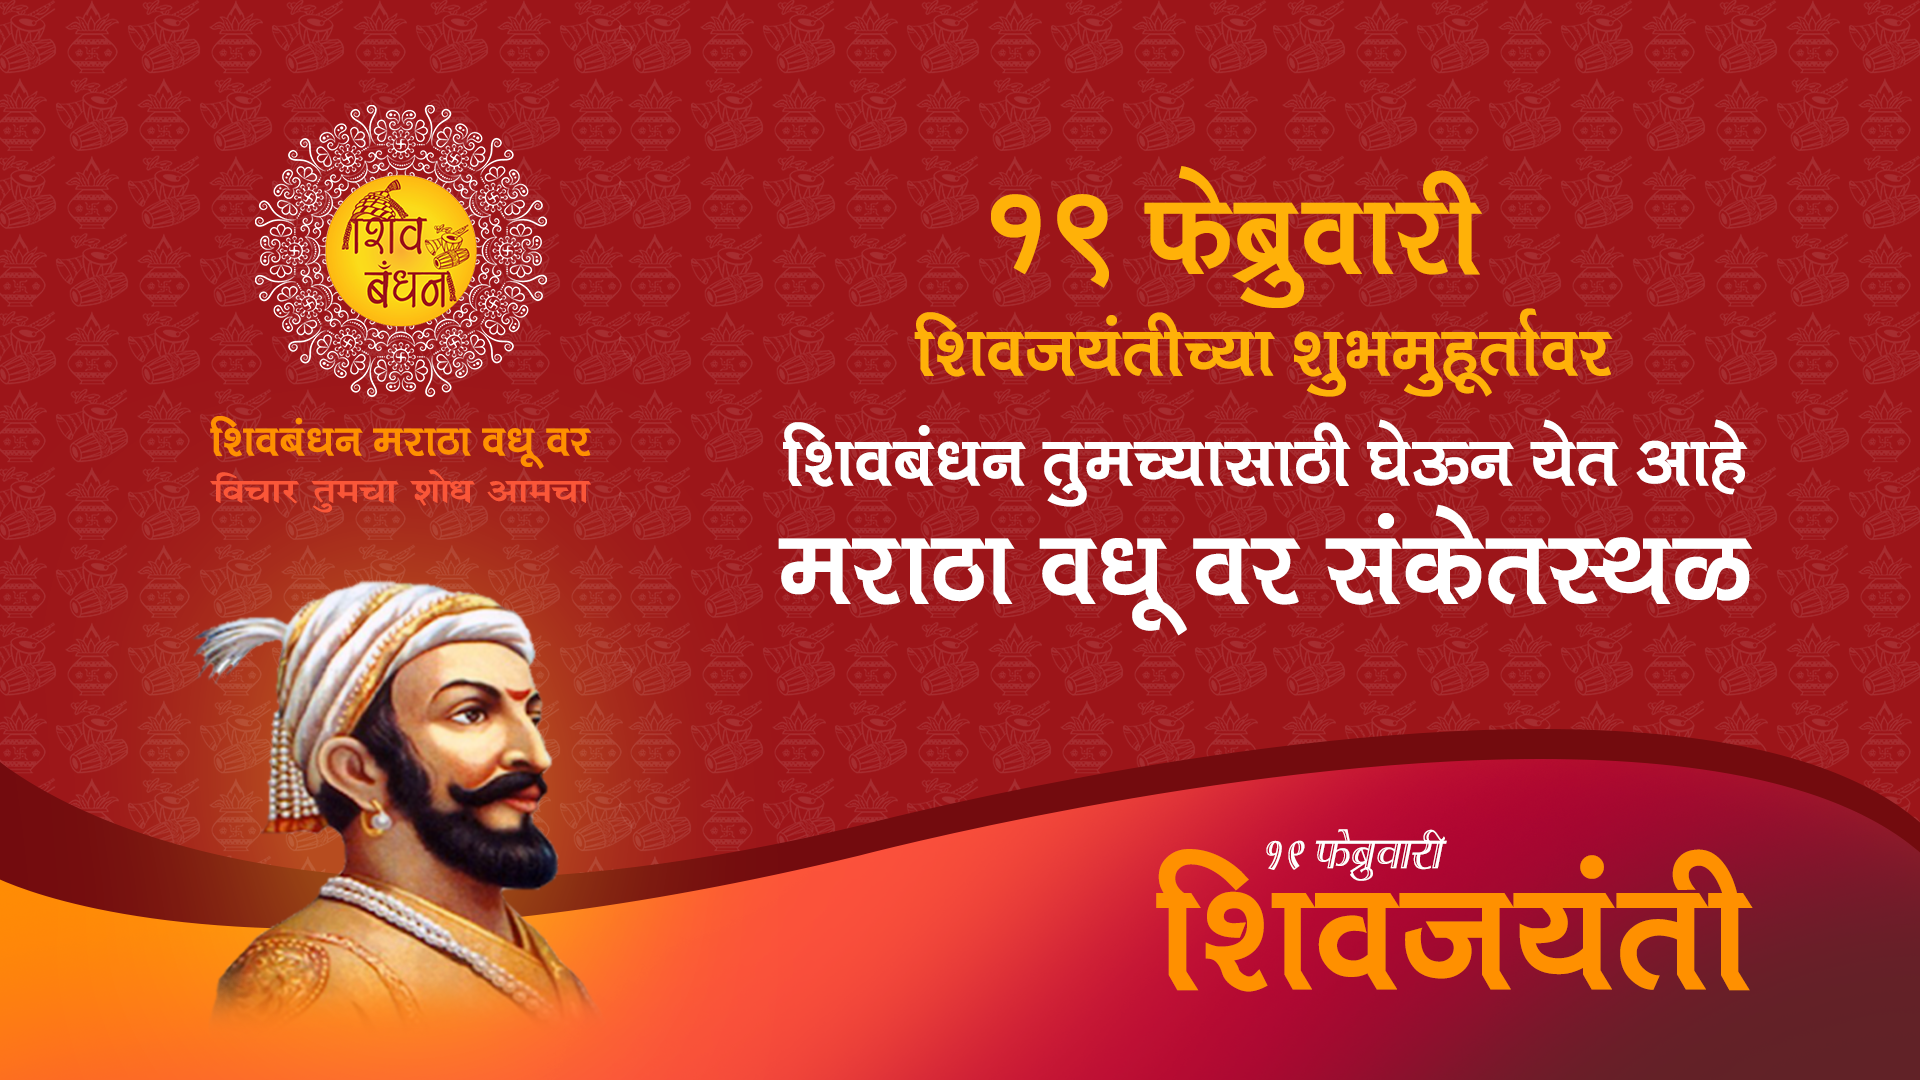 शिव
बँधन
शिवबंधन मराठा वधू वर
विचार तुमचा शोध आमचा
१९ फेब्रुवारी
शिवजयंतीच्या शुभमुहूर्तावर
शिवबंधन तुमच्यासाठी घेऊन येत आहे
मराठा वधू वर संकेतस्थळ
१९ फेब्रुवारी
शिवजयंती